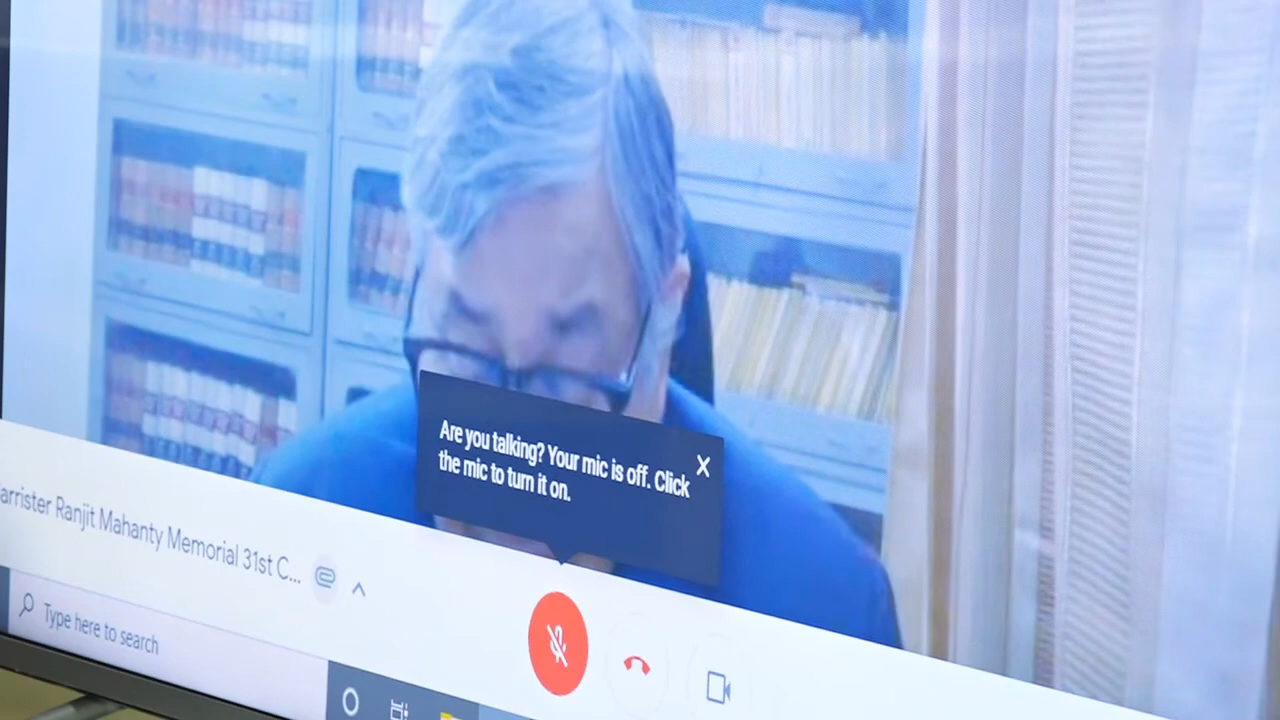 Are you talking? Your mic is off. Click
the mic to turn it on.
arrister Ranjit Mahanty Memorial 31st C...
Type here to search